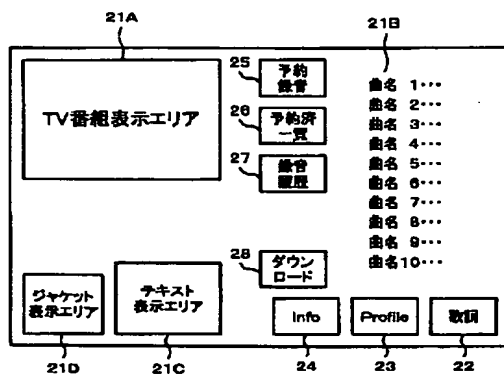 21A
21B
TV番組表示エリア
25
予約
録音
26
予約済
一覧
27
録音
履歴
曲名 1･･･
曲名 2･･･
曲名 3･･･
曲名 4･･･
曲名 5･･･
曲名 6･･･
曲名 7･･･
曲名 8･･･
曲名 9･･･
曲名10･･･
28
ダウン
ロード
ジャケット
表示エリア
テキスト
表示エリア
Info
Profile
歌詞
21D
21C
24
23
22